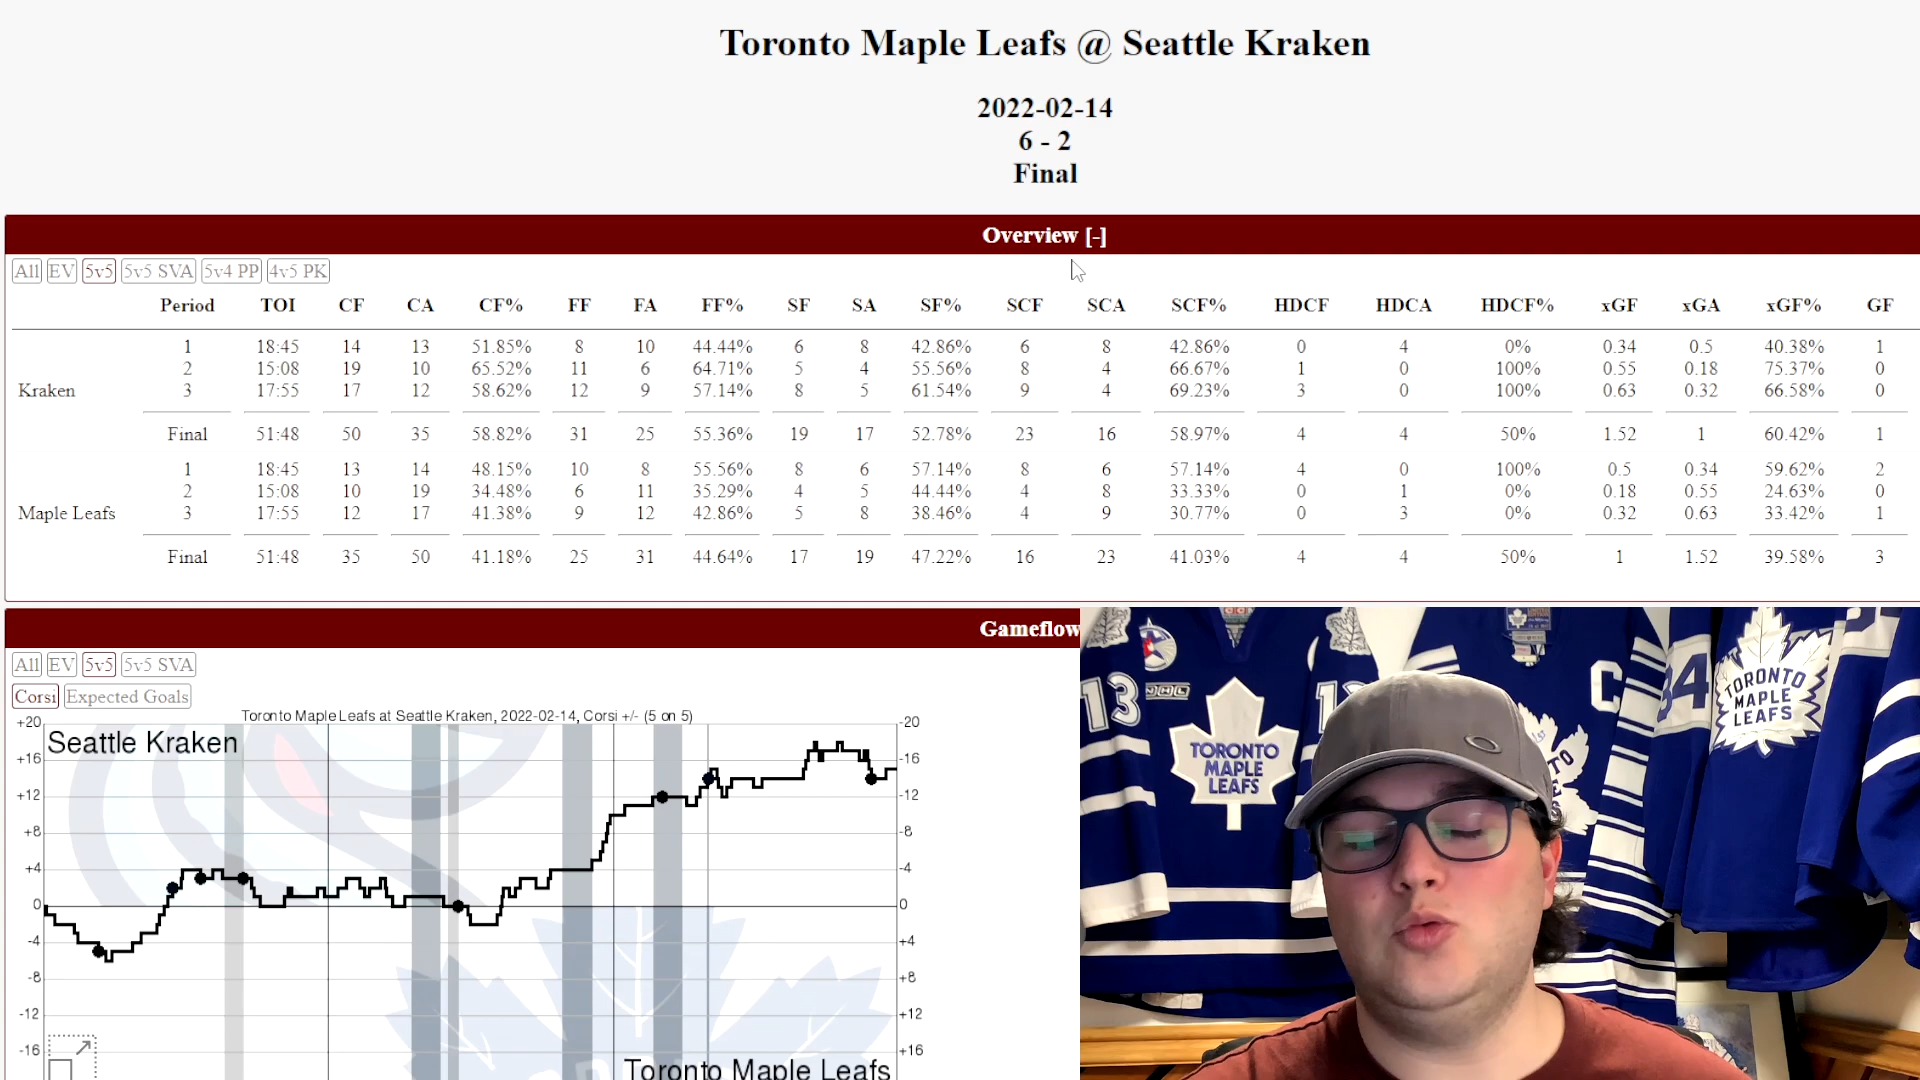 Toronto Maple Leafs @ Seattle Kraken
2022-02-14
6 - 2
Final
Overview [-]
All EV 5v5 5v5 SVA 5v4 PP 4v5 PK
Period TOI CF CA CF% FF FA FF% SF SA SF% SCF SCA SCF% HDCF HDCA HDCF% xGF xGA xGF% GF
1 18:45 14 13 51.85% 8 10 44.44% 6 8 42.86% 6 8 42.86% 0 4 0% 0.34 0.5 40.38% 1
2 15:08 19 10 65.52% 11 6 64.71% 5 4 55.56% 8 4 66.67% 1 0 100% 0.55 0.18 75.37% 0
Kraken 3 17:55 17 12 58.62% 12 9 57.14% 8 5 61.54% 9 4 69.23% 3 0 100% 0.63 0.32 66.58% 0
Final 51:48 50 35 58.82% 31 25 55.36% 19 17 52.78% 23 16 58.97% 4 4 50% 1.52 1 60.42% 1
1 18:45 13 14 48.15% 10 8 55.56% 8 6 57.14% 8 6 57.14% 4 0 100% 0.5 0.34 59.62% 2
2 15:08 10 19 34.48% 6 11 35.29% 4 5 44.44% 4 8 33.33% 0 1 0% 0.18 0.55 24.63% 0
Maple Leafs 3 17:55 12 17 41.38% 9 12 42.86% 5 8 38.46% 4 9 30.77% 0 3 0% 0.32 0.63 33.42% 1
Final 51:48 35 50 41.18% 25 31 44.64% 17 19 47.22% 16 23 41.03% 4 4 50% 1 1.52 39.58% 3
Gameflow
All EV 5v5 5v5 SVA
Corsi Expected Goals
Toronto Maple Leafs at Seattle Kraken, 2022-02-14, Corsi +/- (5 on 5)
Seattle Kraken
+20 -20
+16 -16
+12 -12
+8 -8
+4 -4
0 0
-4 +4
-8 +8
-12 +12
-16 +16
Toronto Maple Leafs
13
NHL
TORONTO
MAPLE
LEAFS
C
34
TORONTO
MAPLE
LEAFS